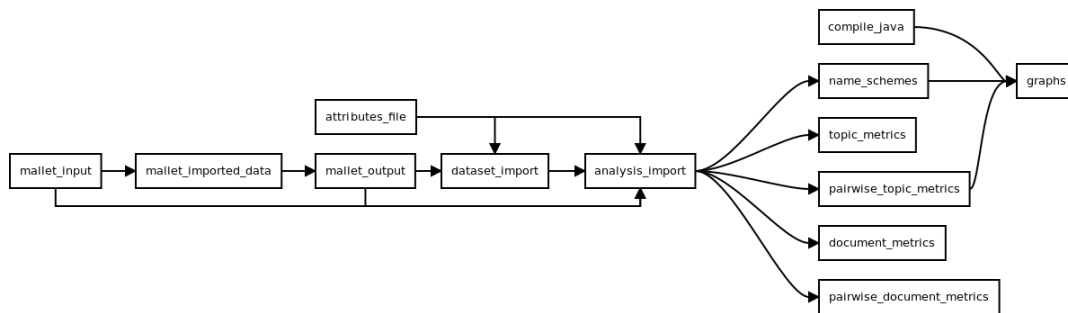 compile_java
name_schemes
graphs
attributes_file
topic_metrics
mallet_input
mallet_imported_data
mallet_output
dataset_import
analysis_import
pairwise_topic_metrics
document_metrics
pairwise_document_metrics